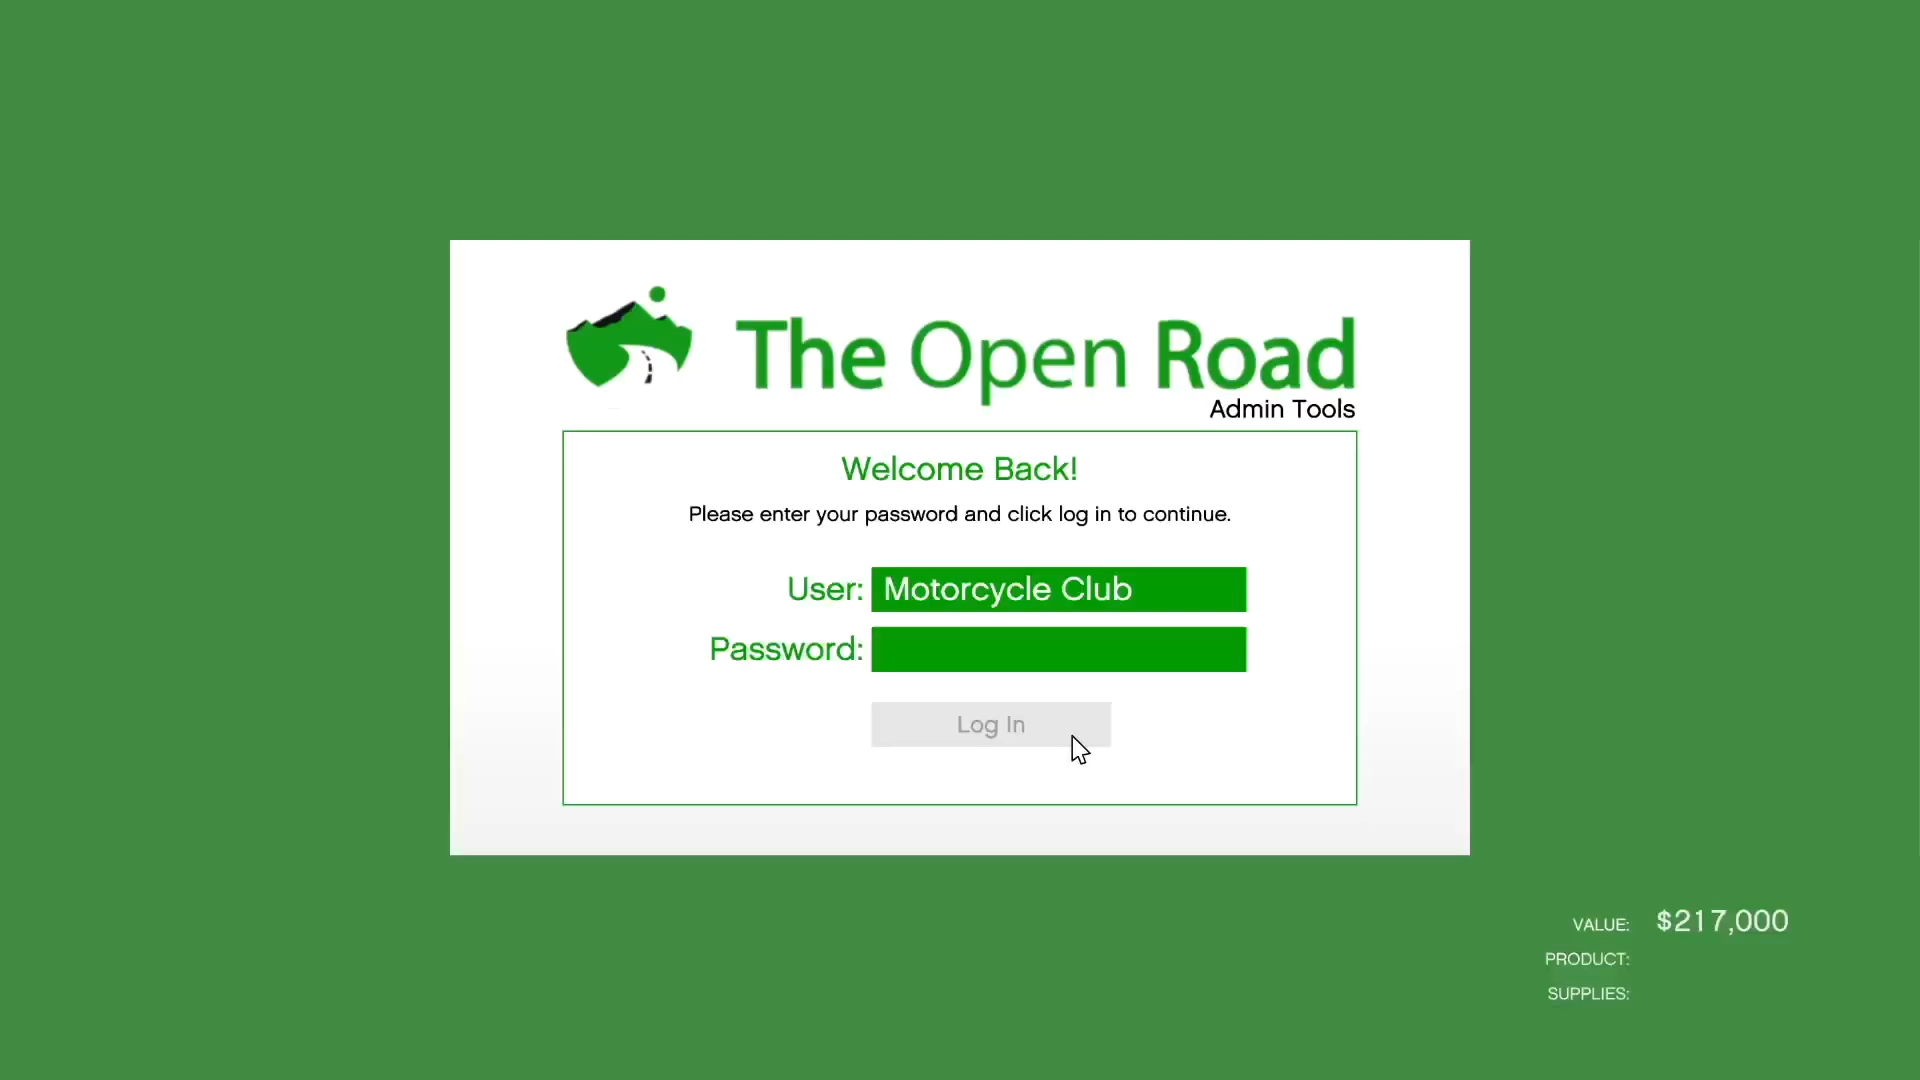 The Open Road
Admin Tools
Welcome Back!
Please enter your password and click log in to continue.
User: Motorcycle Club
Password:
Log In
VALUE: $217,000
PRODUCT:
SUPPLIES: